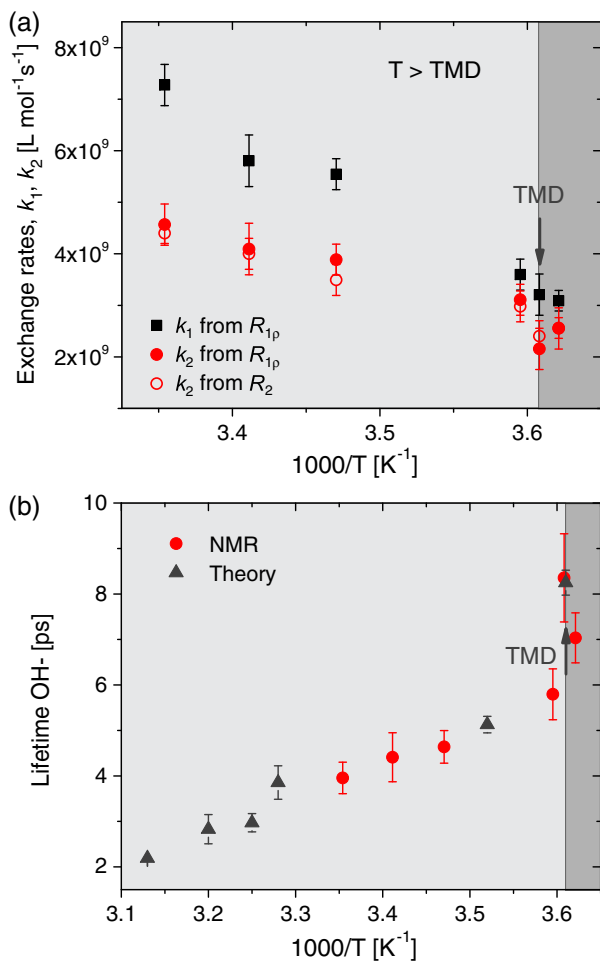 (a)
Exchange rates, k₁, k₂ [L mol⁻¹s⁻¹]
8x10⁹
6x10⁹
4x10⁹
2x10⁹
T > TMD
TMD
k₁ from R₁ρ
k₂ from R₁ρ
k₂ from R₂
3.4 3.5 3.6
1000/T [K⁻¹]
(b)
Lifetime OH- [ps]
10
8
6
4
2
NMR
Theory
TMD
3.1 3.2 3.3 3.4 3.5 3.6
1000/T [K⁻¹]